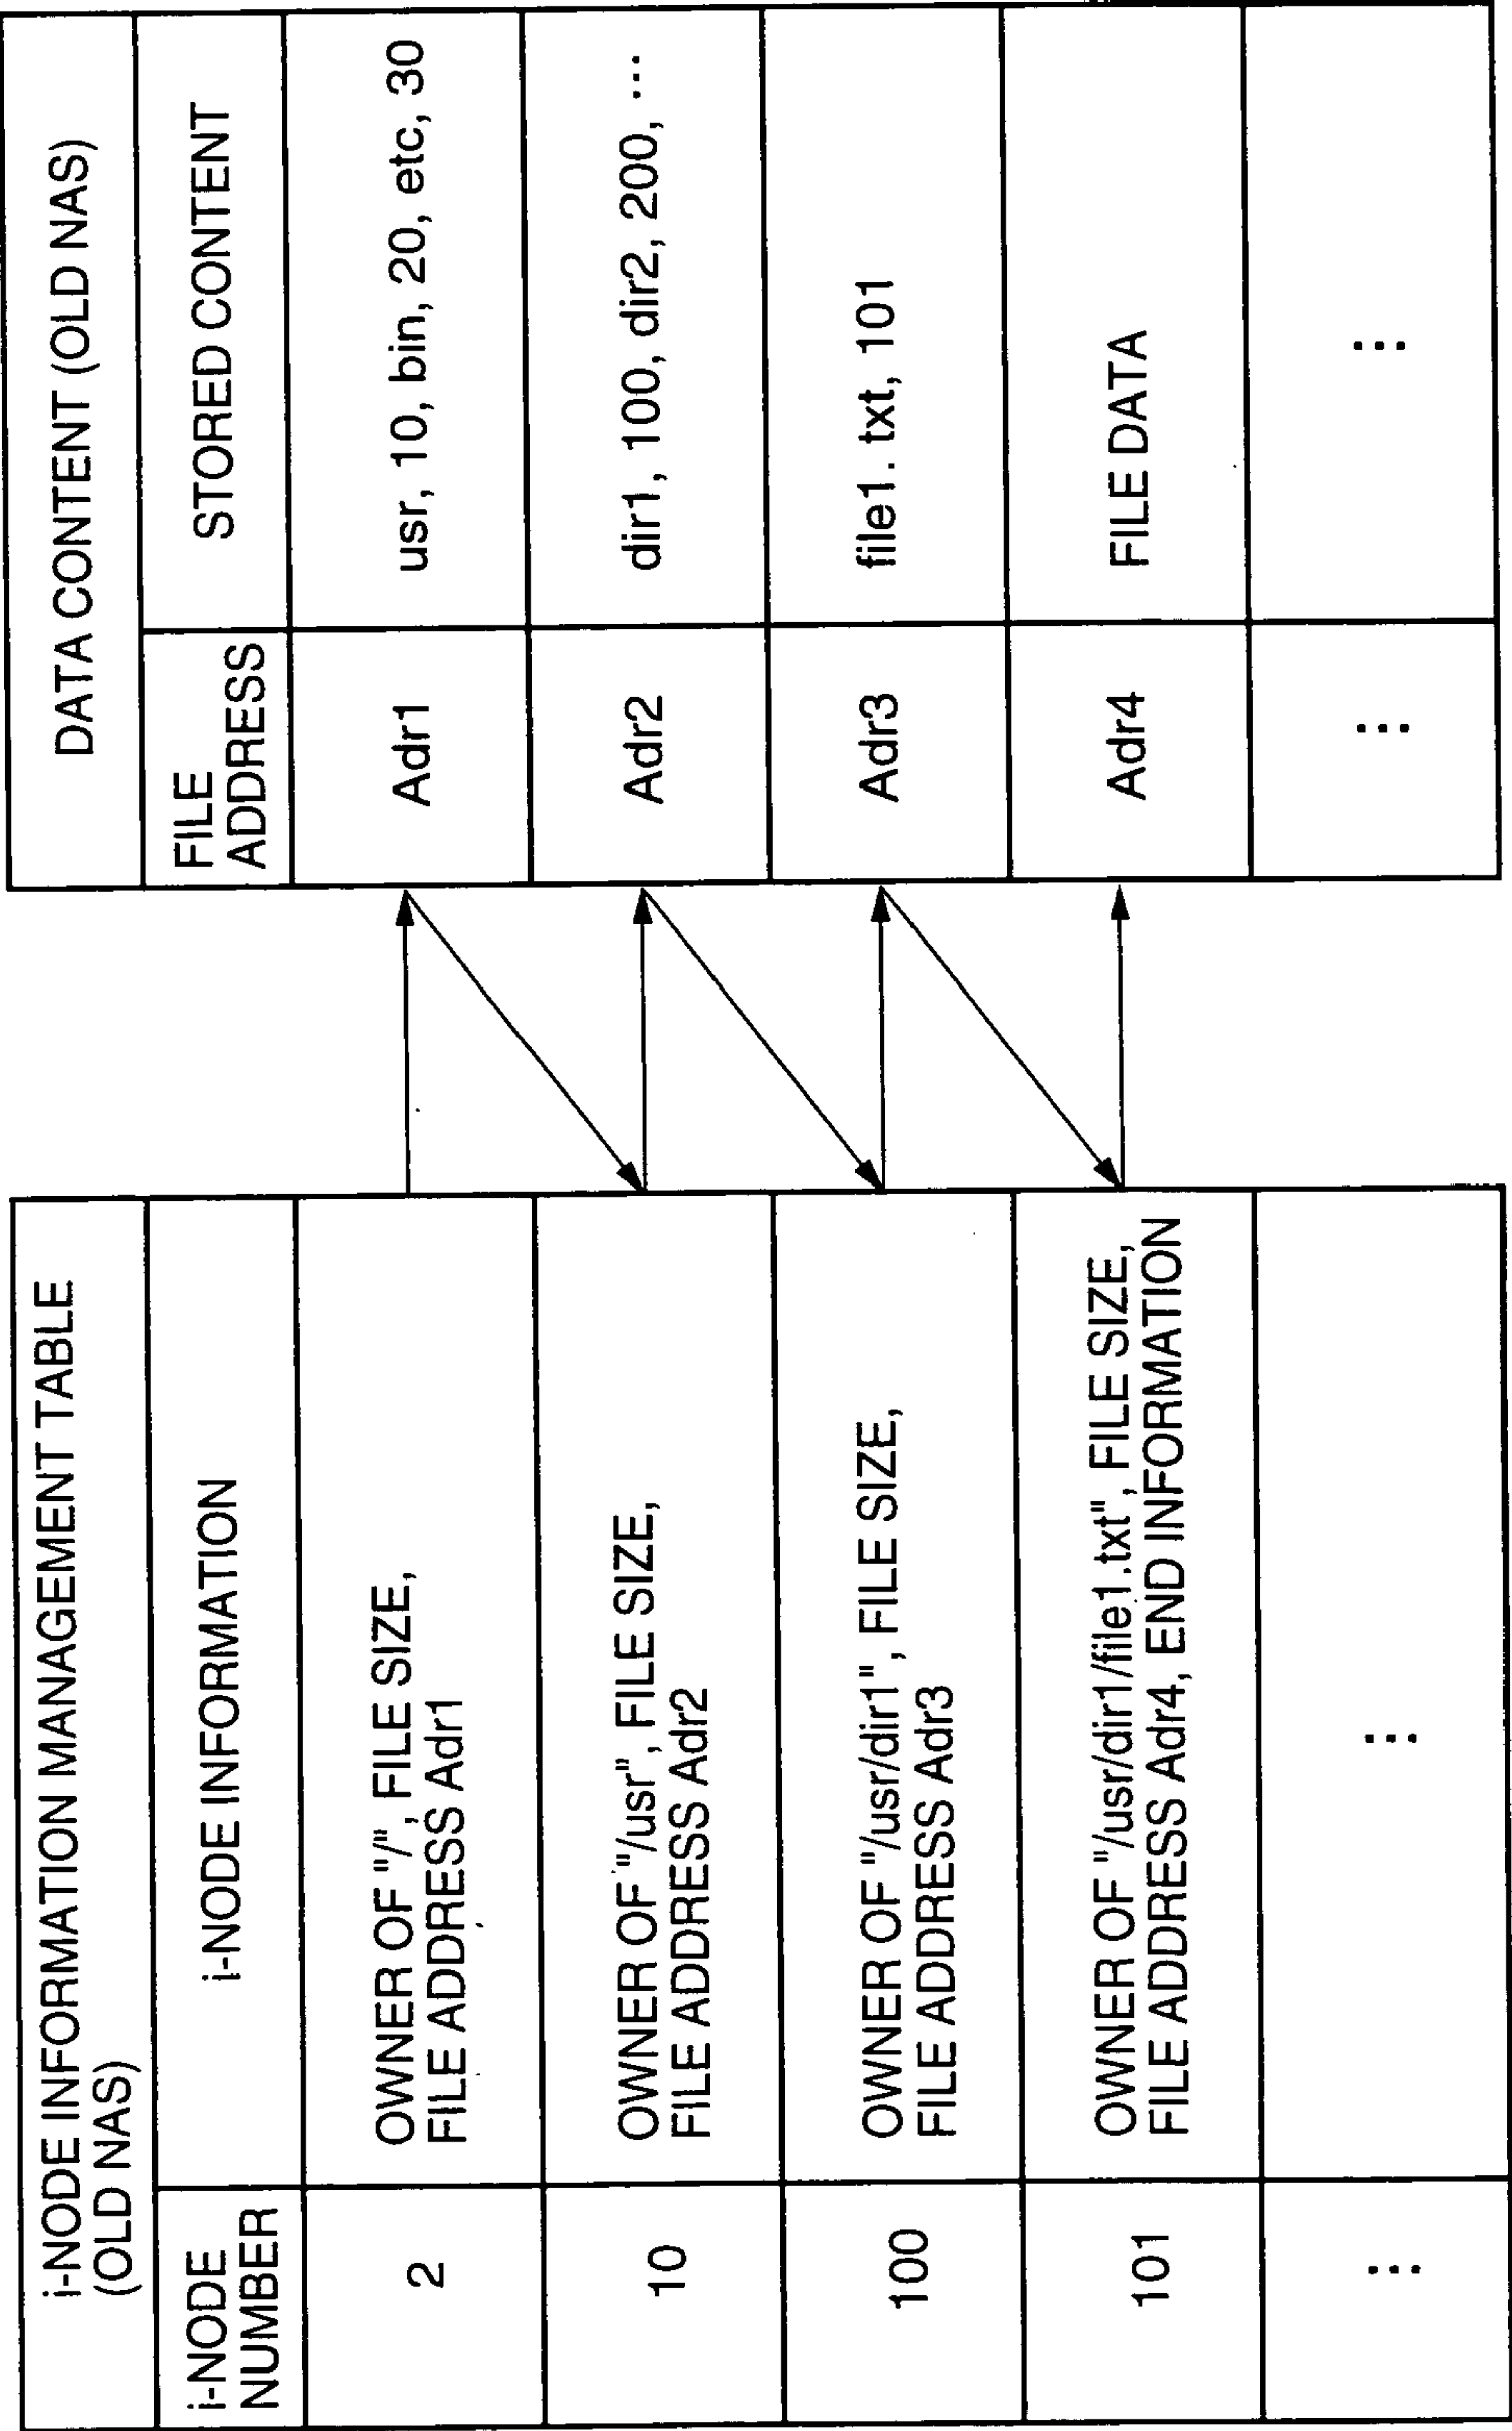 i-NODE INFORMATION MANAGEMENT TABLE
(OLD NAS)
i-NODE
NUMBER
i-NODE INFORMATION
2
OWNER OF "/", FILE SIZE,
FILE ADDRESS Adr1
10
OWNER OF "/usr", FILE SIZE,
FILE ADDRESS Adr2
100
OWNER OF "/usr/dir1", FILE SIZE,
FILE ADDRESS Adr3
101
OWNER OF "/usr/dir1/file1.txt", FILE SIZE,
FILE ADDRESS Adr4, END INFORMATION
...
...
DATA CONTENT (OLD NAS)
FILE
ADDRESS
STORED CONTENT
Adr1
usr, 10, bin, 20, etc, 30
Adr2
dir1, 100, dir2, 200, ...
Adr3
file1. txt, 101
Adr4
FILE DATA
...
...